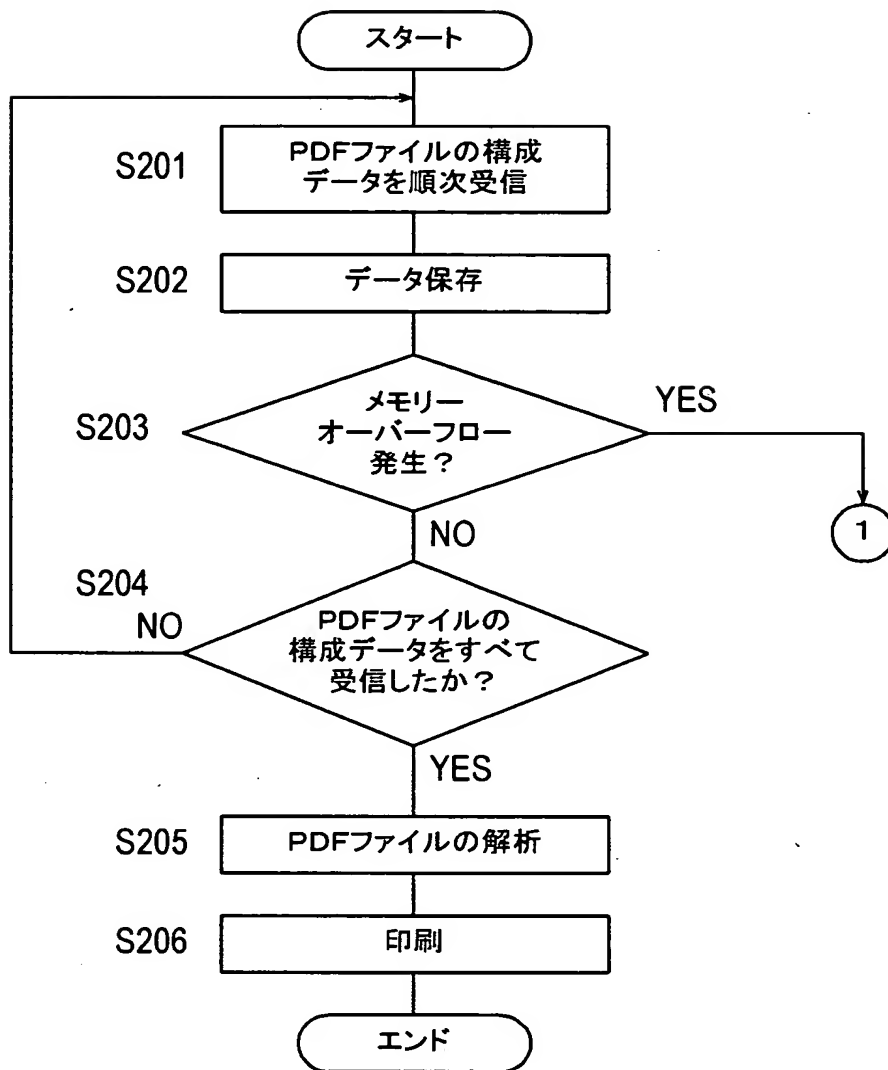 スタート
S201
PDFファイルの構成
データを順次受信
S202
データ保存
S203
メモリー
オーバーフロー
発生?
YES
1
NO
S204
NO
PDFファイルの
構成データをすべて
受信したか?
YES
S205
PDFファイルの解析
S206
印刷
エンド